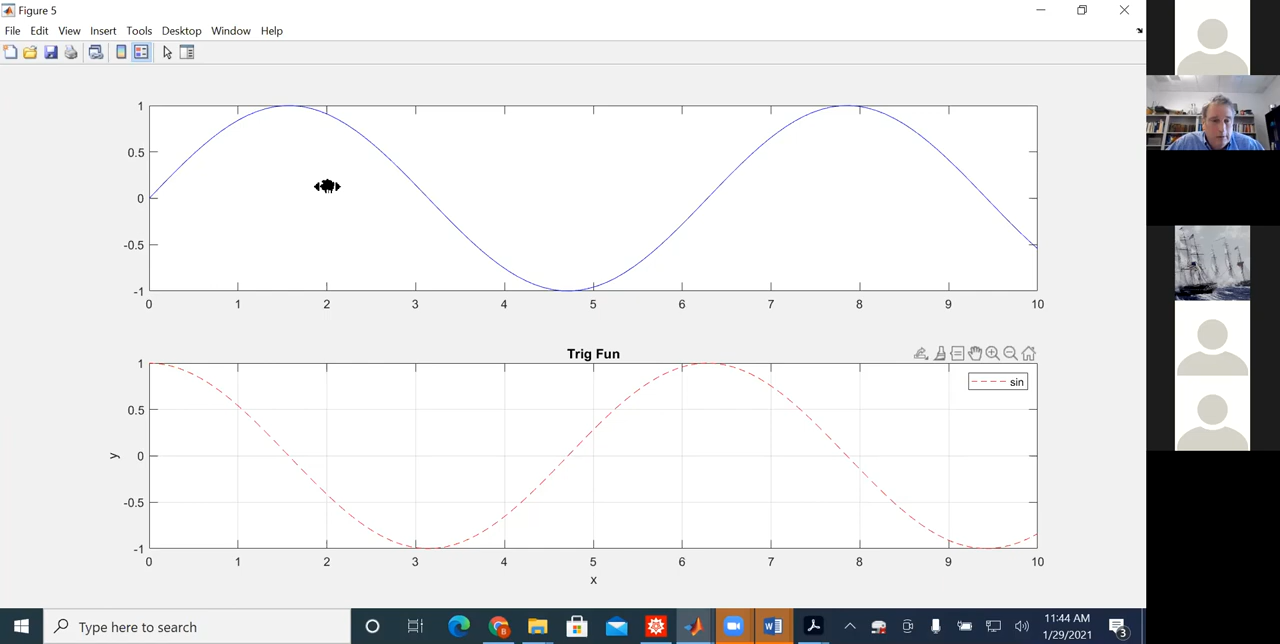 Figure 5
File Edit View Insert Tools Desktop Window Help
1
0.5
0
-0.5
-1
0 1 2 3 4 5 6 7 8 9 10
Trig Fun
sin
1
0.5
y
0
-0.5
-1
0 1 2 3 4 5 6 7 8 9 10
x
Type here to search
11:44 AM
1/29/2021
3